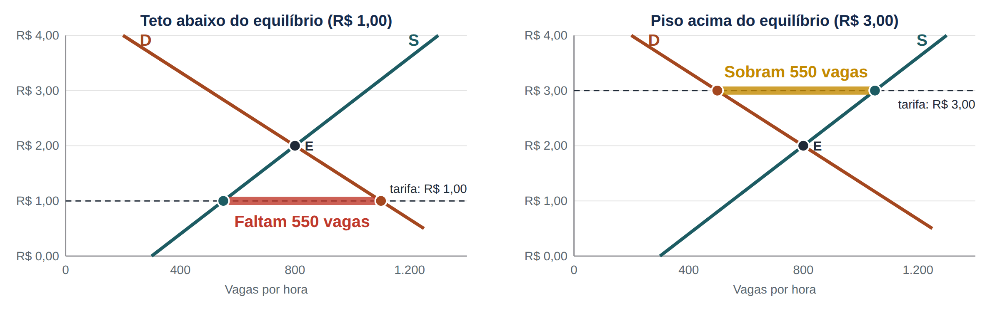 Teto abaixo do equilíbrio (R$ 1,00)
R$ 4,00
D
S
R$ 3,00
R$ 2,00
E
tarifa: R$ 1,00
R$ 1,00
Faltam 550 vagas
R$ 0,00
0
400
800
1.200
Vagas por hora
Piso acima do equilíbrio (R$ 3,00)
R$ 4,00
D
S
Sobram 550 vagas
R$ 3,00
tarifa: R$ 3,00
R$ 2,00
E
R$ 1,00
R$ 0,00
0
400
800
1.200
Vagas por hora